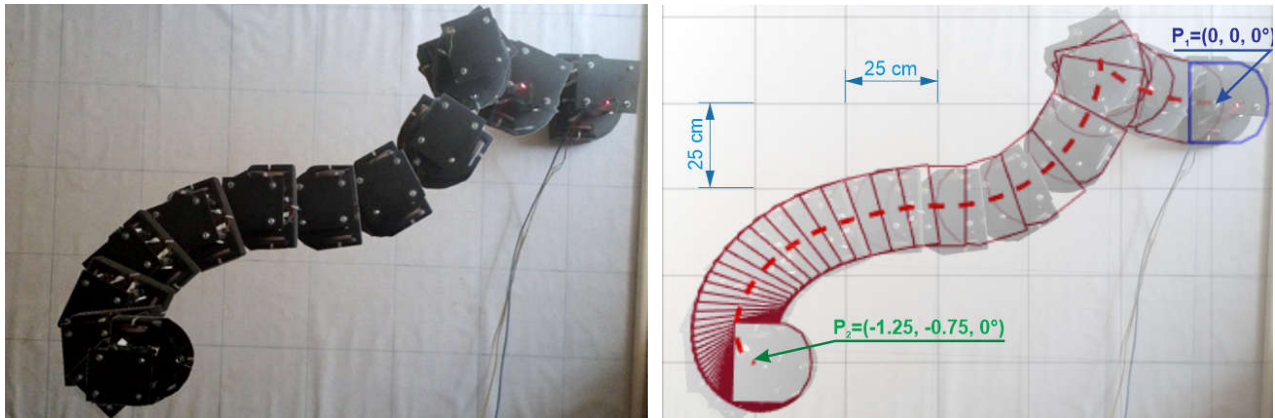 P₁=(0, 0, 0°)
25 cm
25 cm
P₂=(-1.25, -0.75, 0°)